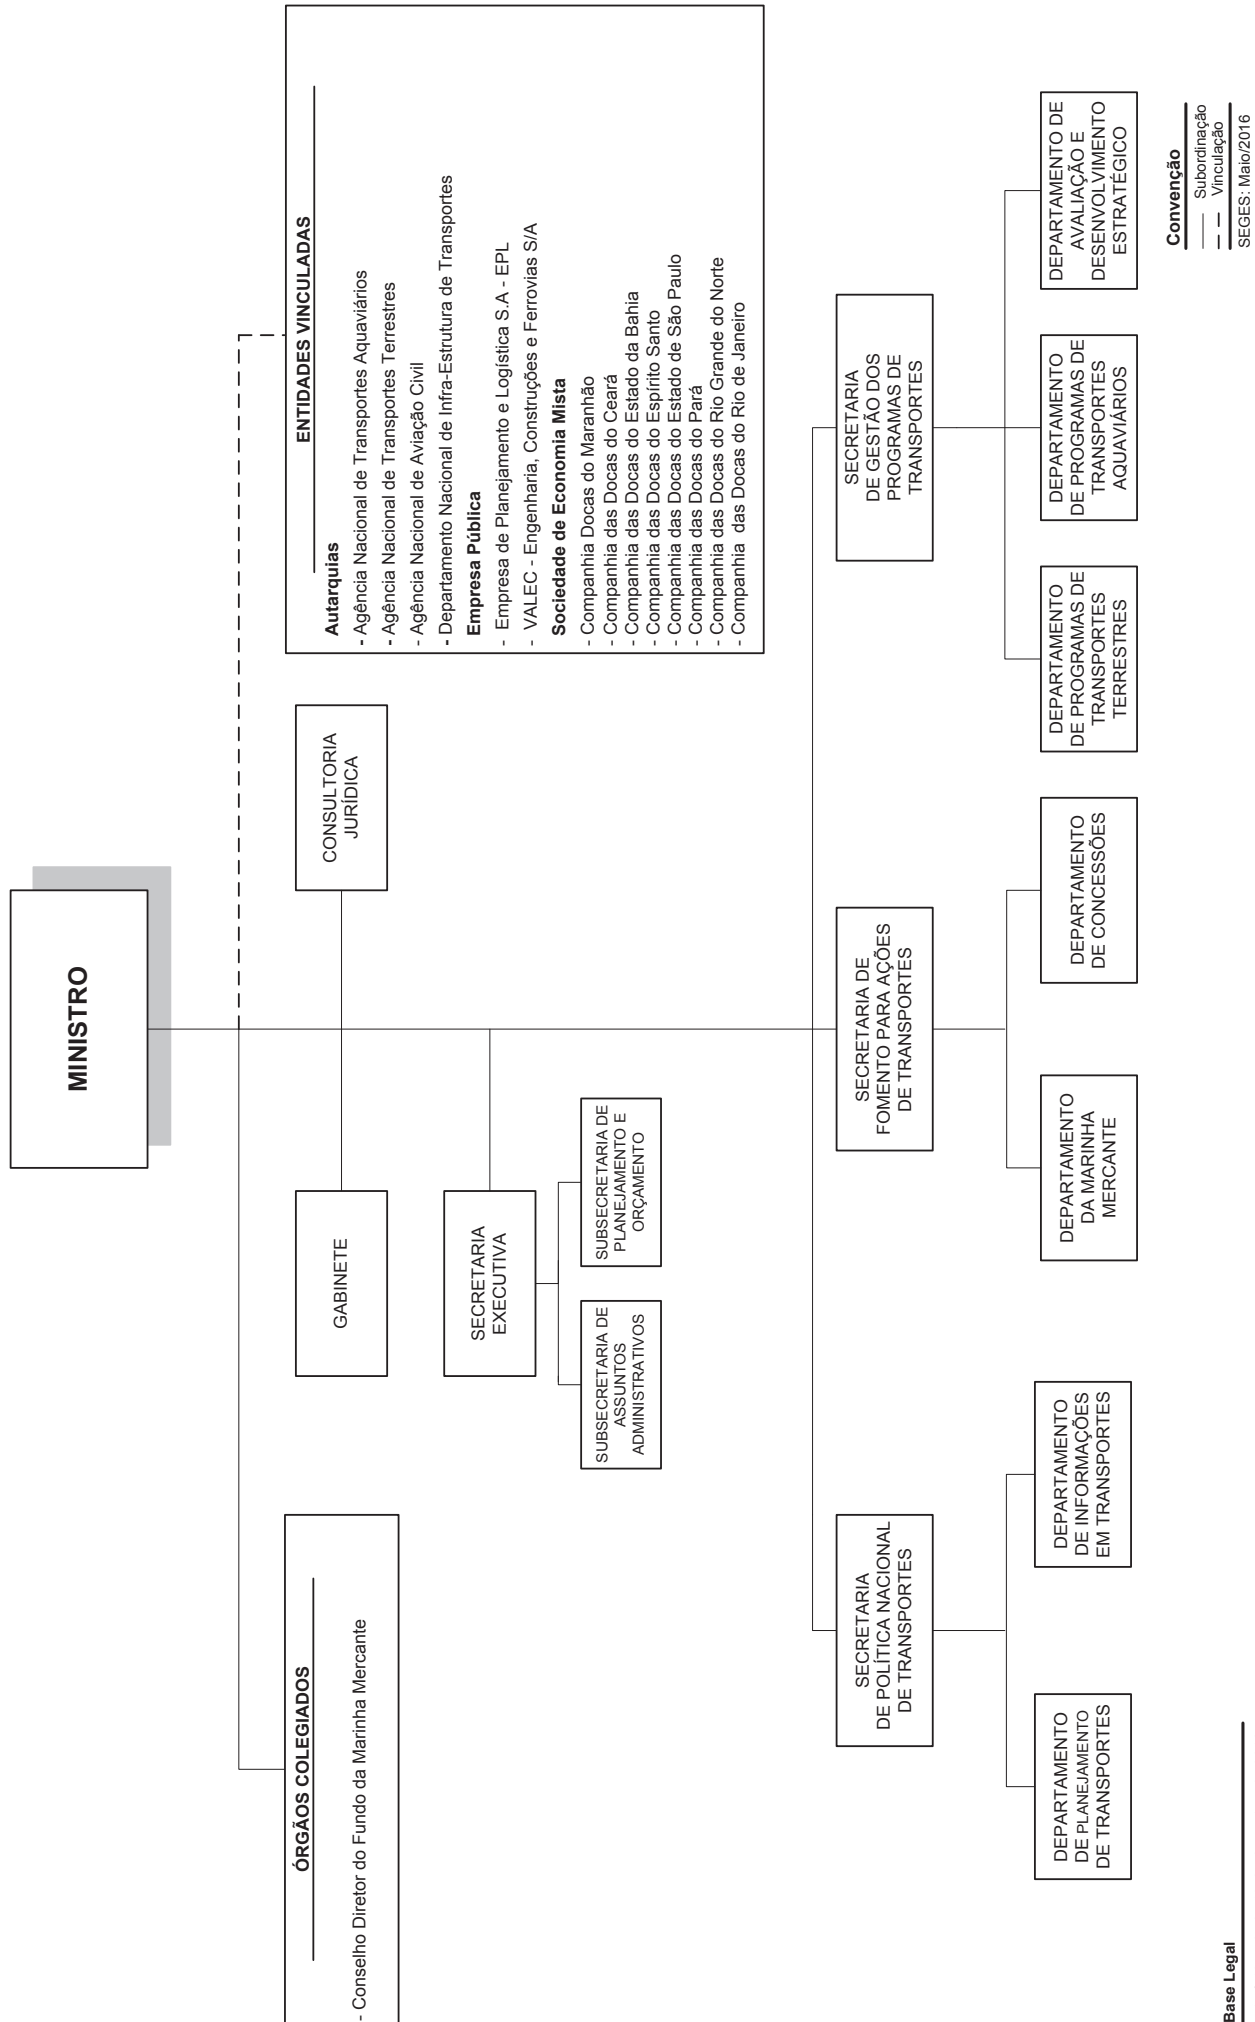 MINISTRO
ÓRGÃOS COLEGIADOS
- Conselho Diretor do Fundo da Marinha Mercante
GABINETE
CONSULTORIA
JURÍDICA
ENTIDADES VINCULADAS
Autarquias
- Agência Nacional de Transportes Aquaviários
- Agência Nacional de Transportes Terrestres
- Agência Nacional de Aviação Civil
- Departamento Nacional de Infra-Estrutura de Transportes
Empresa Pública
- Empresa de Planejamento e Logística S.A - EPL
- VALEC - Engenharia, Construções e Ferrovias S/A
Sociedade de Economia Mista
- Companhia Docas do Maranhão
- Companhia das Docas do Ceará
- Companhia das Docas do Estado da Bahia
- Companhia das Docas do Espírito Santo
- Companhia das Docas do Estado de São Paulo
- Companhia das Docas do Pará
- Companhia das Docas do Rio Grande do Norte
- Companhia das Docas do Rio de Janeiro
SECRETARIA
EXECUTIVA
SUBSECRETARIA DE
ASSUNTOS
ADMINISTRATIVOS
SUBSECRETARIA DE
PLANEJAMENTO E
ORÇAMENTO
SECRETARIA
DE POLÍTICA NACIONAL
DE TRANSPORTES
SECRETARIA DE
FOMENTO PARA AÇÕES
DE TRANSPORTES
SECRETARIA
DE GESTÃO DOS
PROGRAMAS DE
TRANSPORTES
DEPARTAMENTO
DE PLANEJAMENTO
DE TRANSPORTES
DEPARTAMENTO
DE INFORMAÇÕES
EM TRANSPORTES
DEPARTAMENTO
DA MARINHA
MERCANTE
DEPARTAMENTO
DE CONCESSÕES
DEPARTAMENTO
DE PROGRAMAS DE
TRANSPORTES
TERRESTRES
DEPARTAMENTO
DE PROGRAMAS DE
TRANSPORTES
AQUAVIÁRIOS
DEPARTAMENTO DE
AVALIAÇÃO E
DESENVOLVIMENTO
ESTRATÉGICO
Base Legal
Convenção
Subordinação
Vinculação
SEGES: Maio/2016